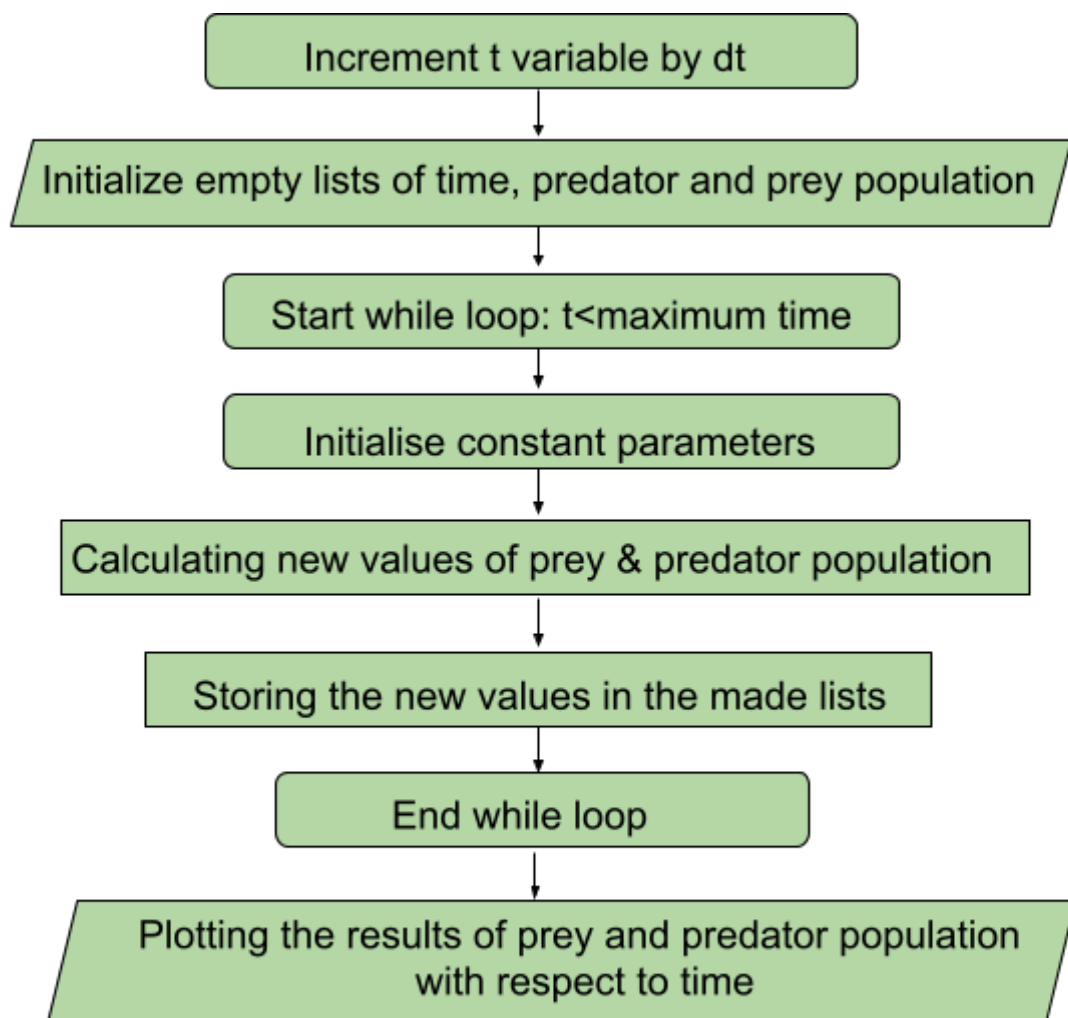 Increment t variable by dt
Initialize empty lists of time, predator and prey population
Start while loop: t<maximum time
Initialise constant parameters
Calculating new values of prey & predator population
Storing the new values in the made lists
End while loop
Plotting the results of prey and predator population
with respect to time